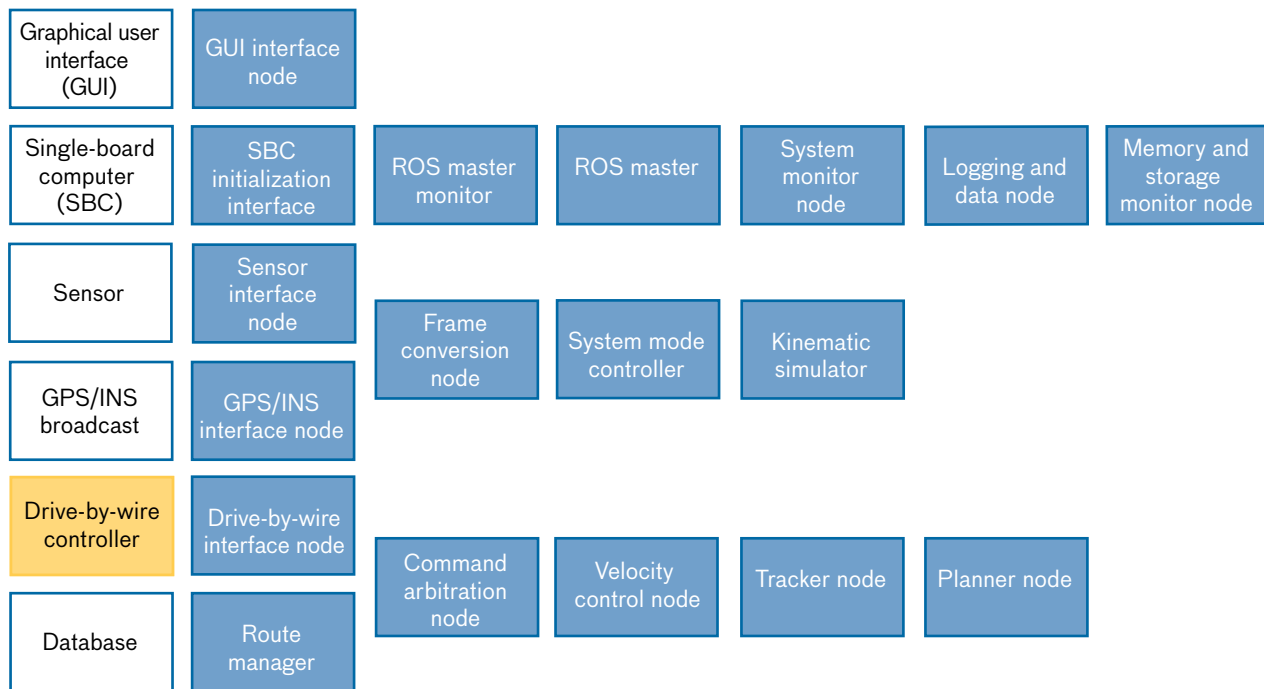 Graphical user
interface
(GUI)
GUI interface
node
Single-board
computer
(SBC)
SBC
initialization
interface
ROS master
monitor
ROS master
System
monitor
node
Logging and
data node
Memory and
storage
monitor node
Sensor
Sensor
interface
node
Frame
conversion
node
System mode
controller
Kinematic
simulator
GPS/INS
broadcast
GPS/INS
interface node
Drive-by-wire
controller
Drive-by-wire
interface node
Command
arbitration
node
Velocity
control node
Tracker node
Planner node
Database
Route
manager